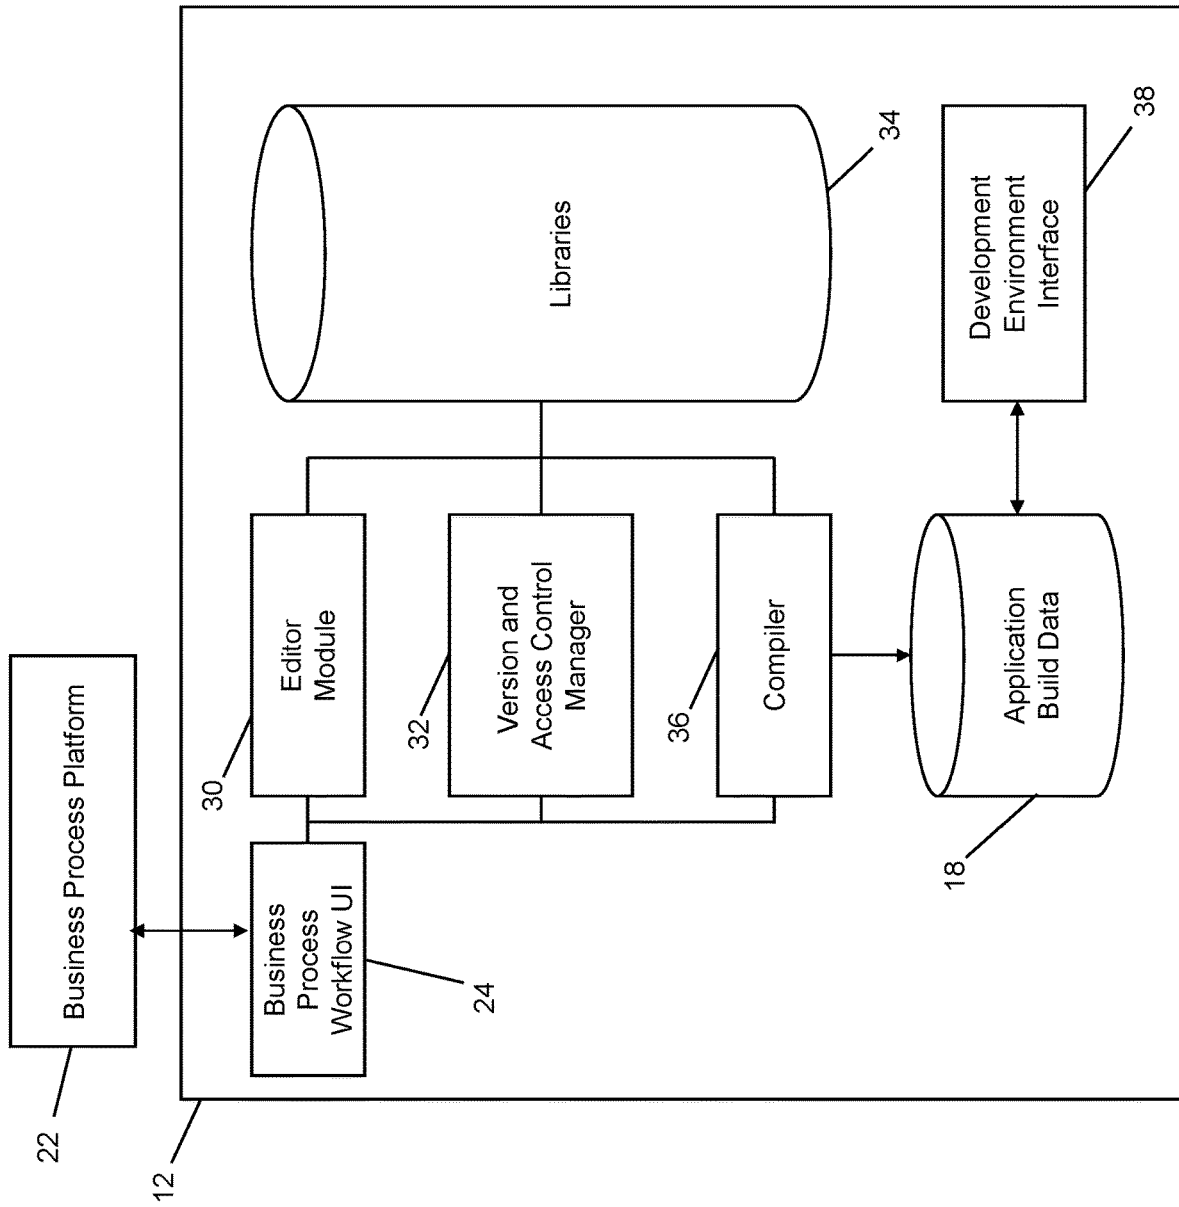 22
Business Process Platform
12
Business
Process
Workflow UI
24
30
Editor
Module
32
Version and
Access Control
Manager
36
Compiler
Libraries
34
18
Application
Build Data
Development
Environment
Interface
38